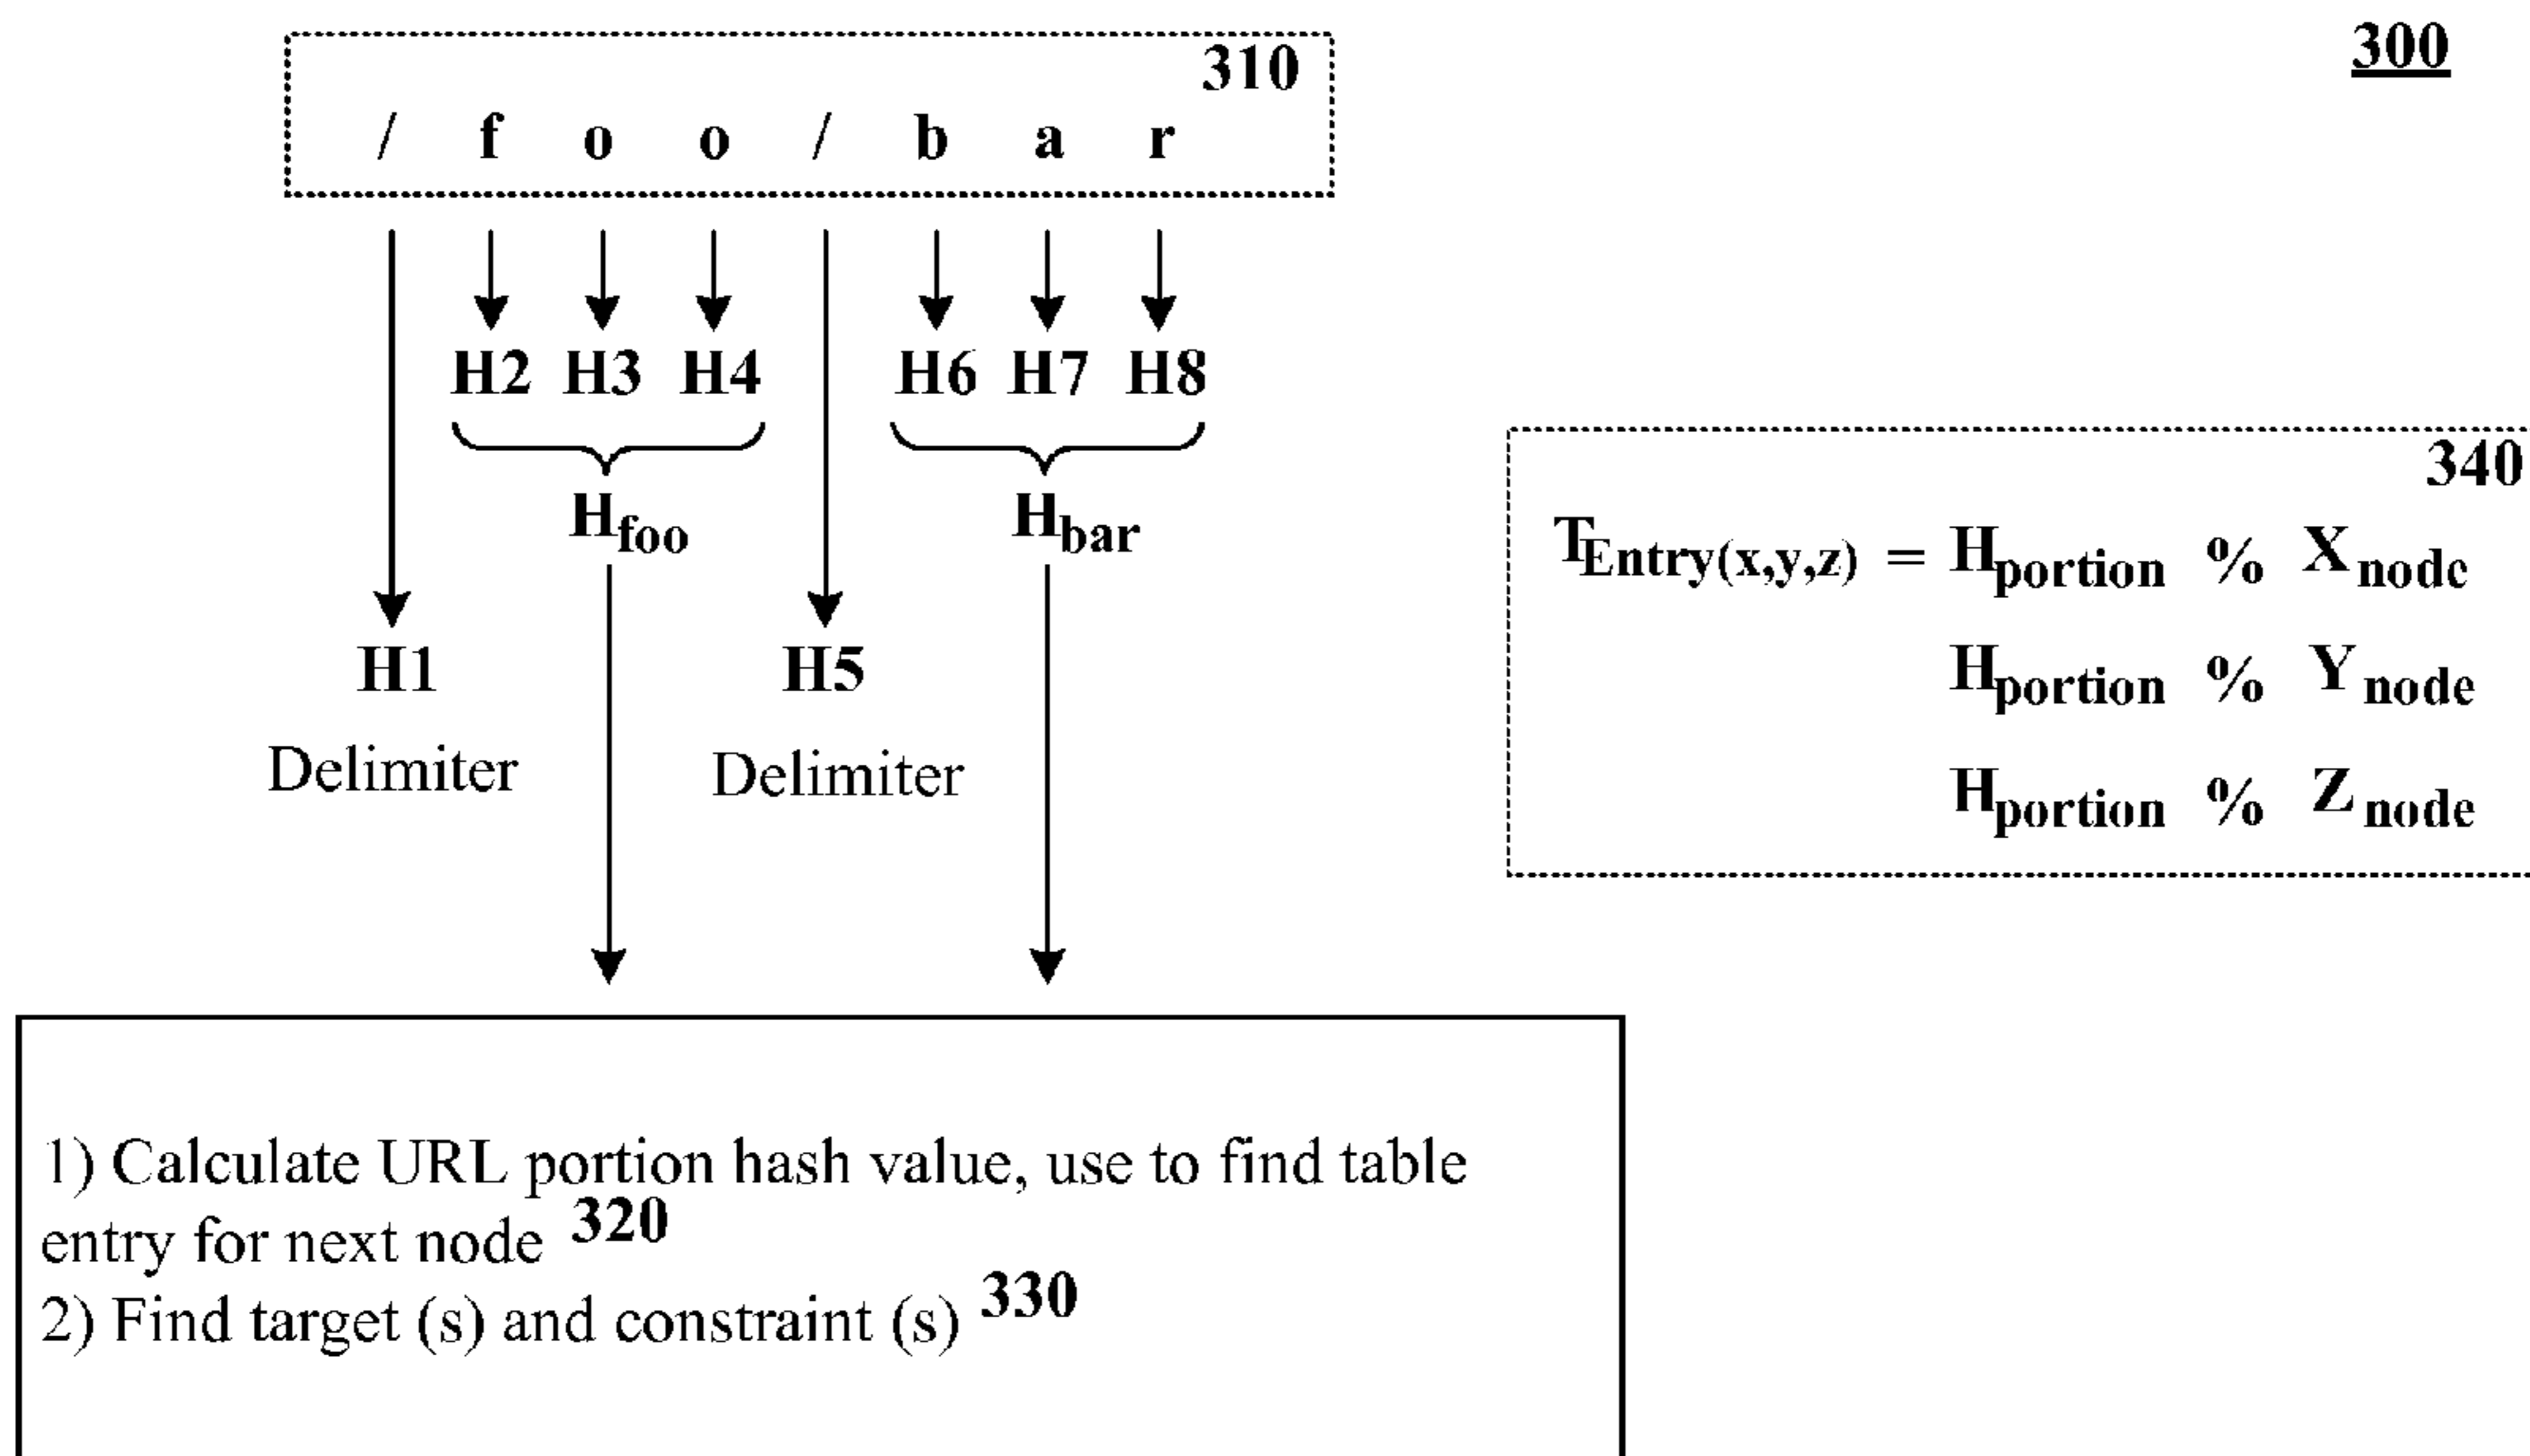 300
310
/ f o o / b a r
H2 H3 H4 H6 H7 H8
Hfoo Hbar
H1 H5
Delimiter Delimiter
340
TEntry(x,y,z) = Hportion % Xnode
Hportion % Ynode
Hportion % Znode
1) Calculate URL portion hash value, use to find table
entry for next node 320
2) Find target (s) and constraint (s) 330